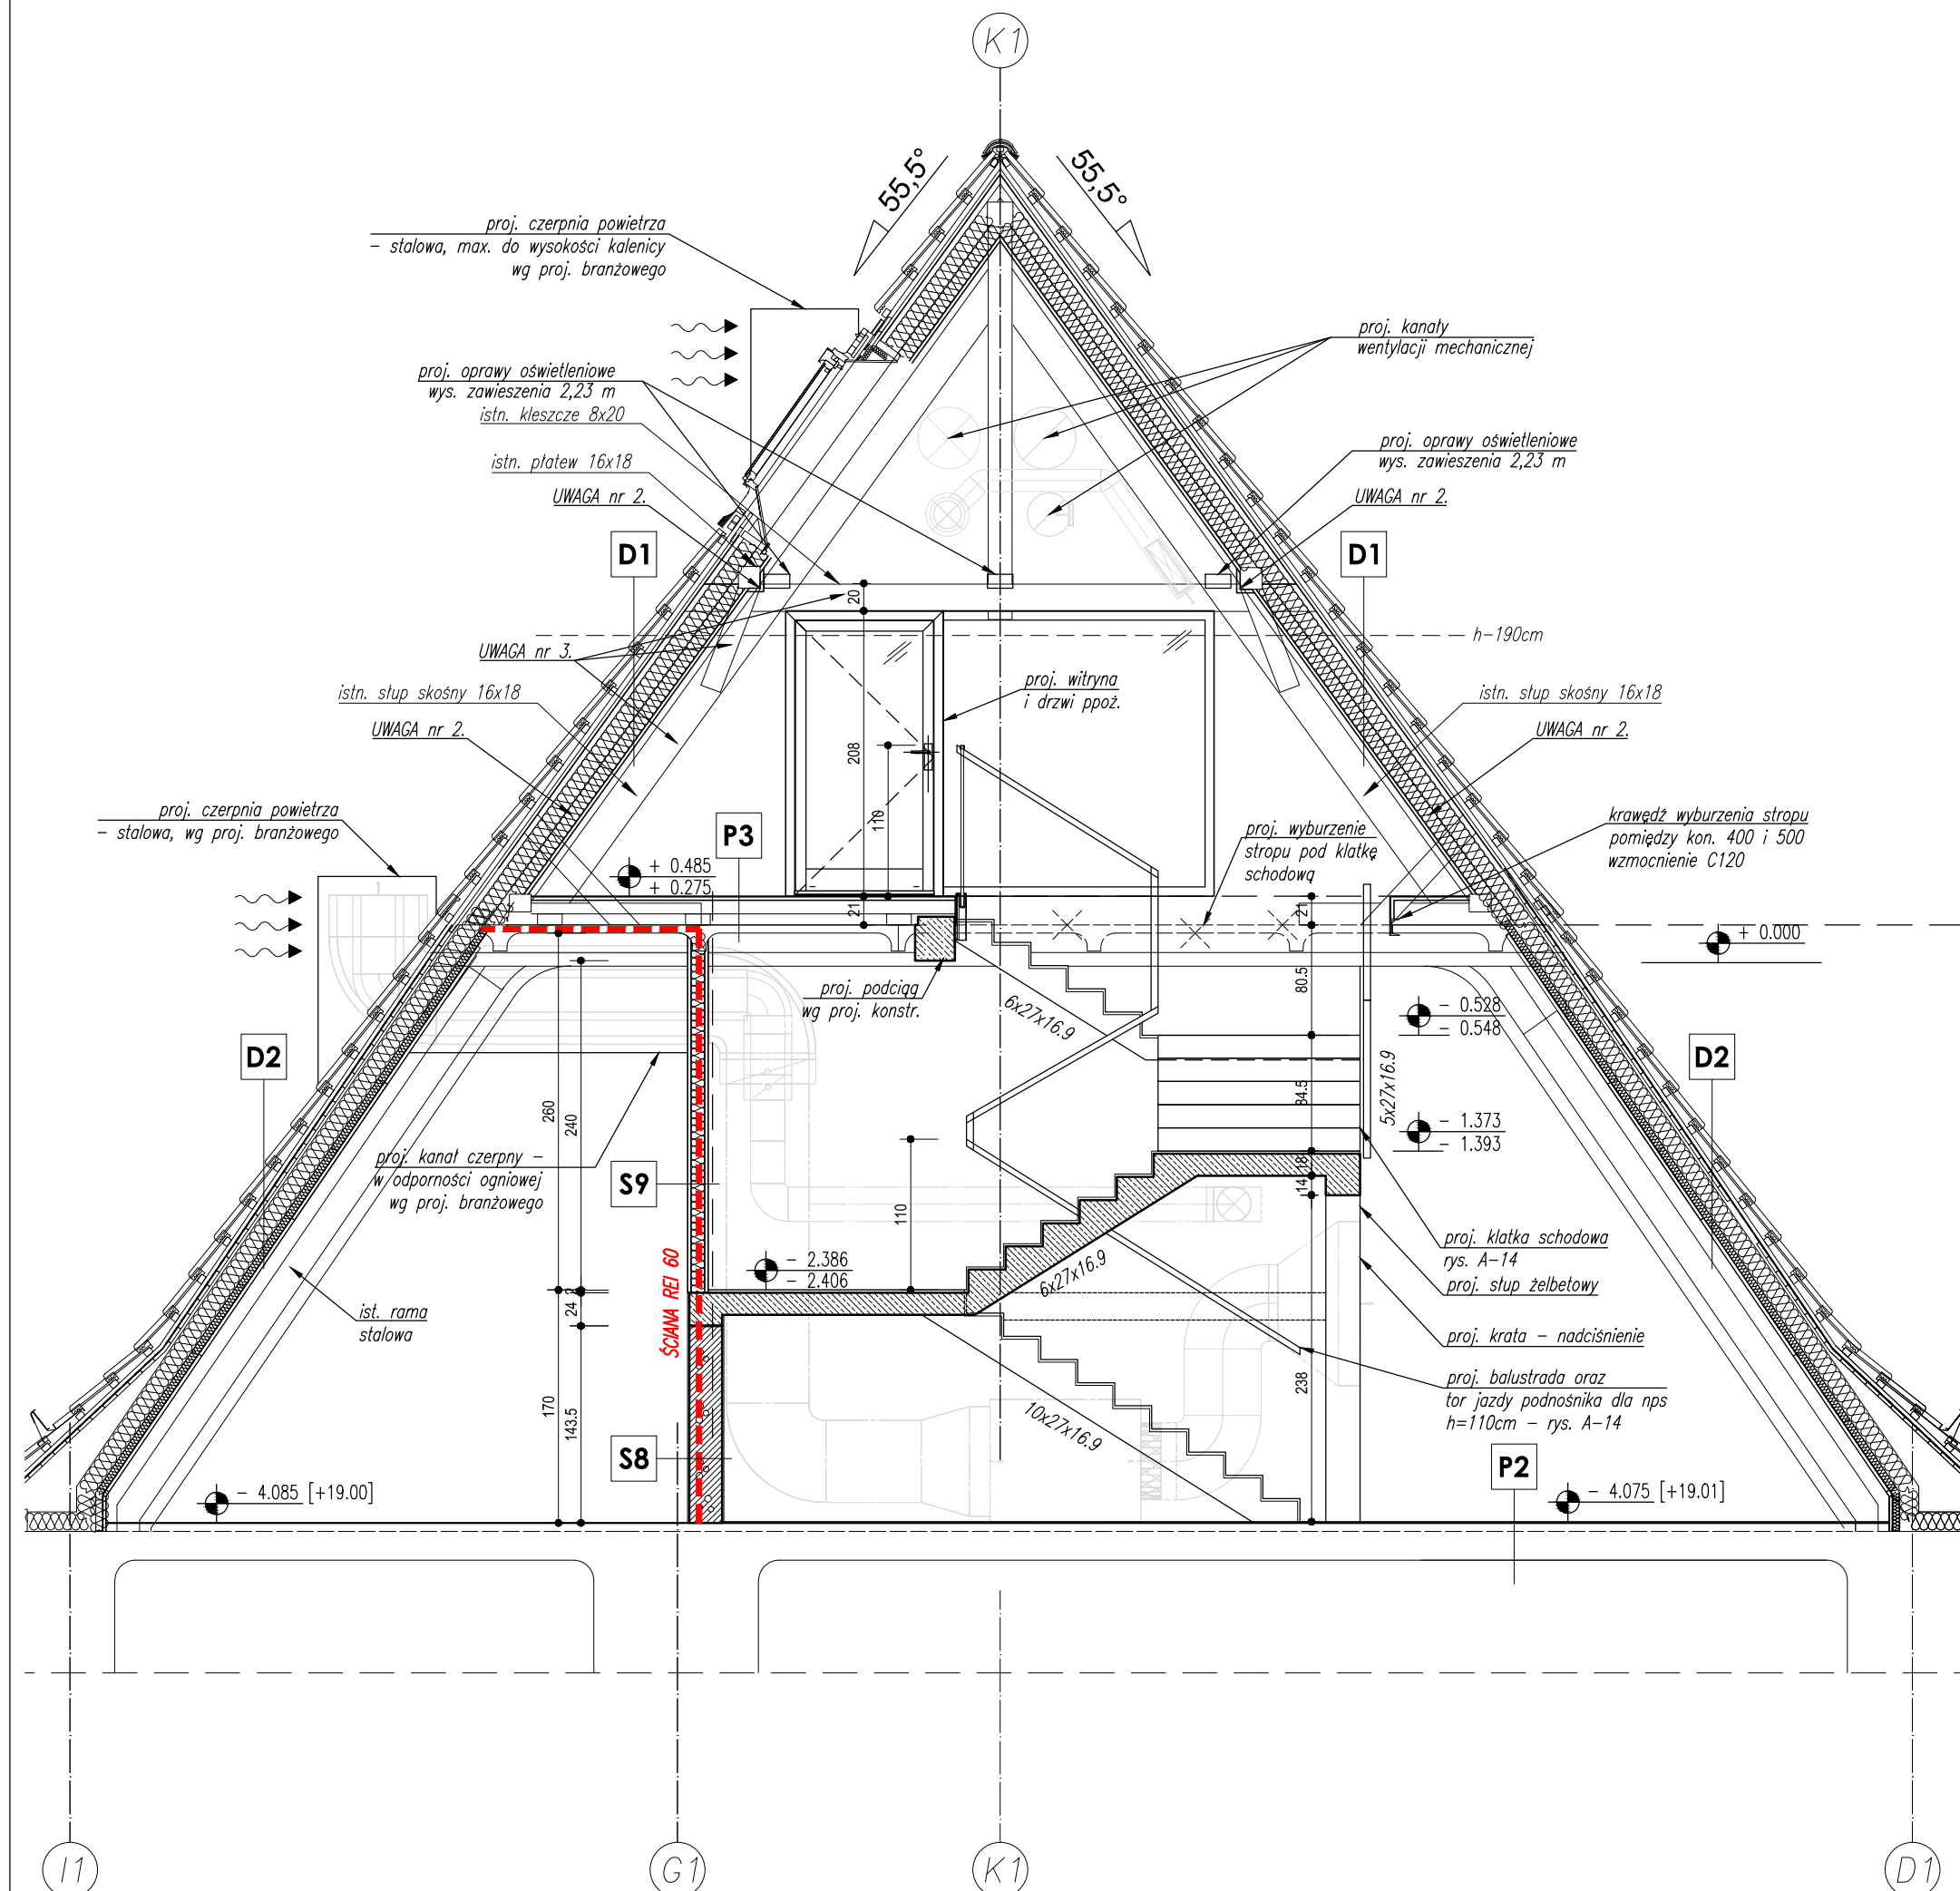 K1
55,5°
55,5°
proj. czerpnia powietrza
– stalowa, max. do wysokości kalenicy
wg proj. branżowego
proj. kanały
wentylacji mechanicznej
proj. oprawy oświetleniowe
wys. zawieszenia 2,23 m
istn. kleszcze 8x20
proj. oprawy oświetleniowe
wys. zawieszenia 2,23 m
istn. płatew 16x18
UWAGA nr 2.
UWAGA nr 2.
D1
D1
20
h-190cm
UWAGA nr 3.
proj. witryna
i drzwi ppoż.
istn. słup skośny 16x18
istn. słup skośny 16x18
UWAGA nr 2.
UWAGA nr 2.
208
110
proj. czerpnia powietrza
– stalowa, wg proj. branżowego
P3
proj. wyburzenie
stropu pod klatkę
schodową
krawędź wyburzenia stropu
pomiędzy kon. 400 i 500
wzmocnienie C120
+ 0.485
+ 0.275
21
21
+ 0.000
proj. podciąg
wg proj. konstr.
6x27x16.9
80.5
– 0.528
– 0.548
D2
D2
84.5
5x27x16.9
– 1.373
– 1.393
260
240
proj. kanał czerpny –
w odporności ogniowej
wg proj. branżowego
S9
110
18
14
proj. klatka schodowa
rys. A-14
proj. słup żelbetowy
– 2.386
– 2.406
6x27x16.9
ŚCIANA REI 60
2
24
ist. rama
stalowa
proj. krata – nadciśnienie
proj. balustrada oraz
tor jazdy podnośnika dla nps
h=110cm – rys. A-14
238
170
143.5
10x27x16.9
S8
P2
– 4.085 [+19.00]
– 4.075 [+19.01]
I1
G1
K1
D1